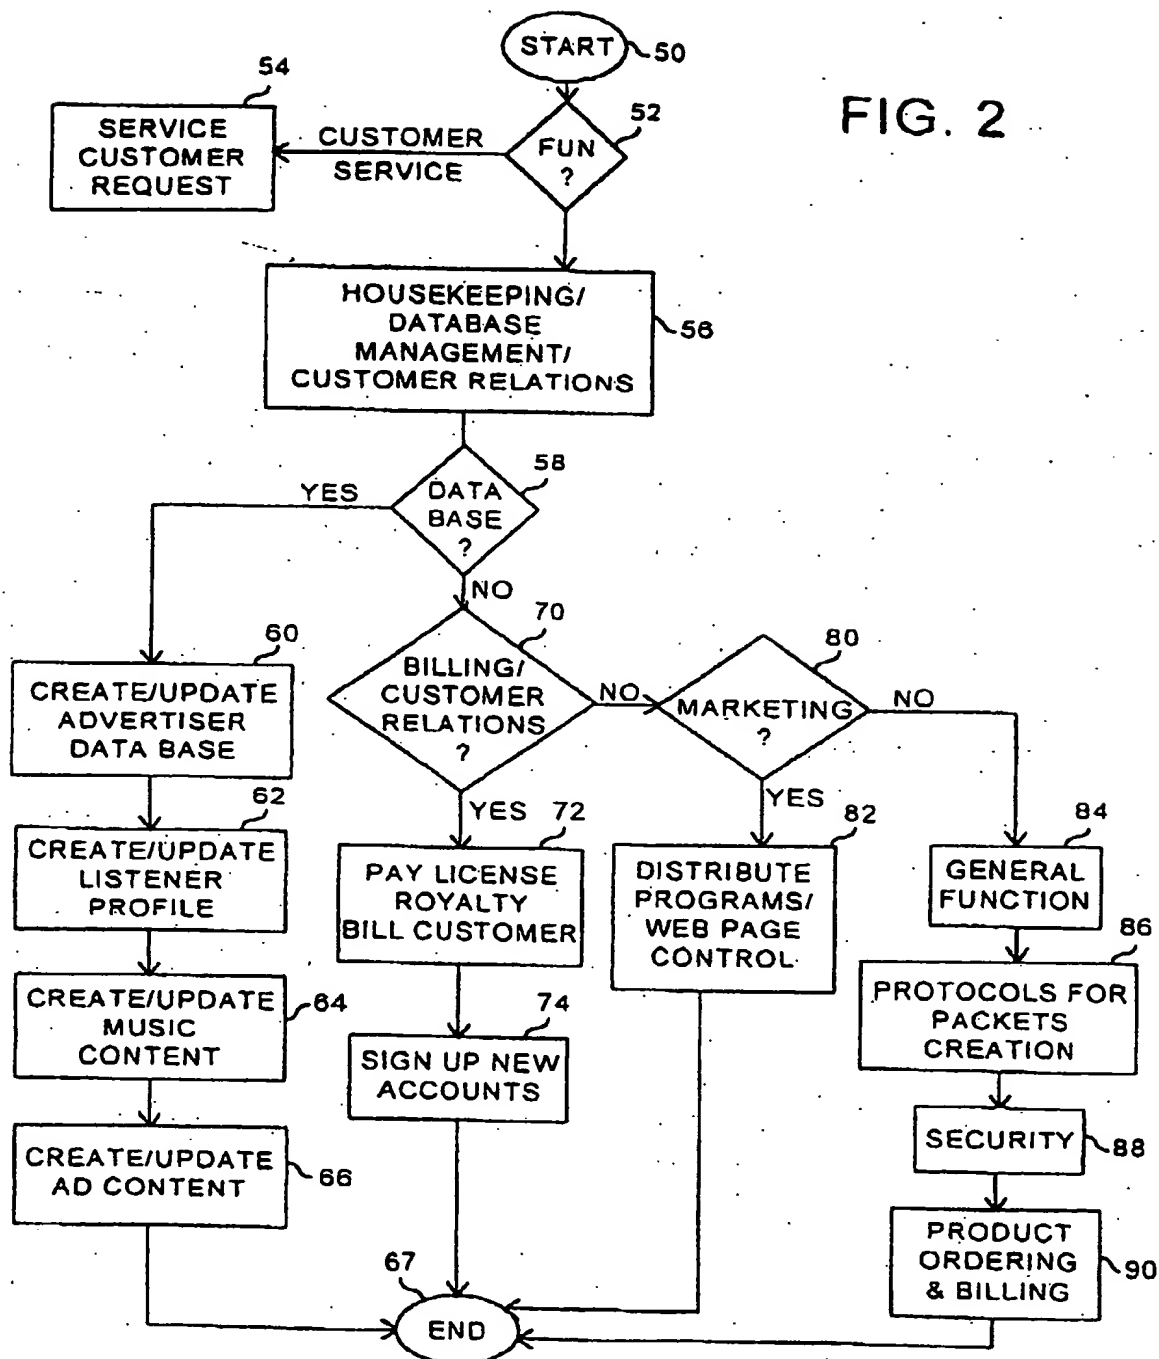 START
50
FIG. 2
54
52
SERVICE
CUSTOMER
REQUEST
CUSTOMER
SERVICE
FUN
?
HOUSEKEEPING/
DATABASE
MANAGEMENT/
CUSTOMER RELATIONS
56
58
DATA
BASE
?
YES
NO
60
CREATE/UPDATE
ADVERTISER
DATA BASE
70
BILLING/
CUSTOMER
RELATIONS
?
NO
80
MARKETING
?
NO
62
CREATE/UPDATE
LISTENER
PROFILE
YES
72
PAY LICENSE
ROYALTY
BILL CUSTOMER
YES
82
DISTRIBUTE
PROGRAMS/
WEB PAGE
CONTROL
84
GENERAL
FUNCTION
CREATE/UPDATE
MUSIC
CONTENT
64
74
SIGN UP NEW
ACCOUNTS
86
PROTOCOLS FOR
PACKETS
CREATION
CREATE/UPDATE
AD CONTENT
66
SECURITY
88
PRODUCT
ORDERING
& BILLING
90
67
END